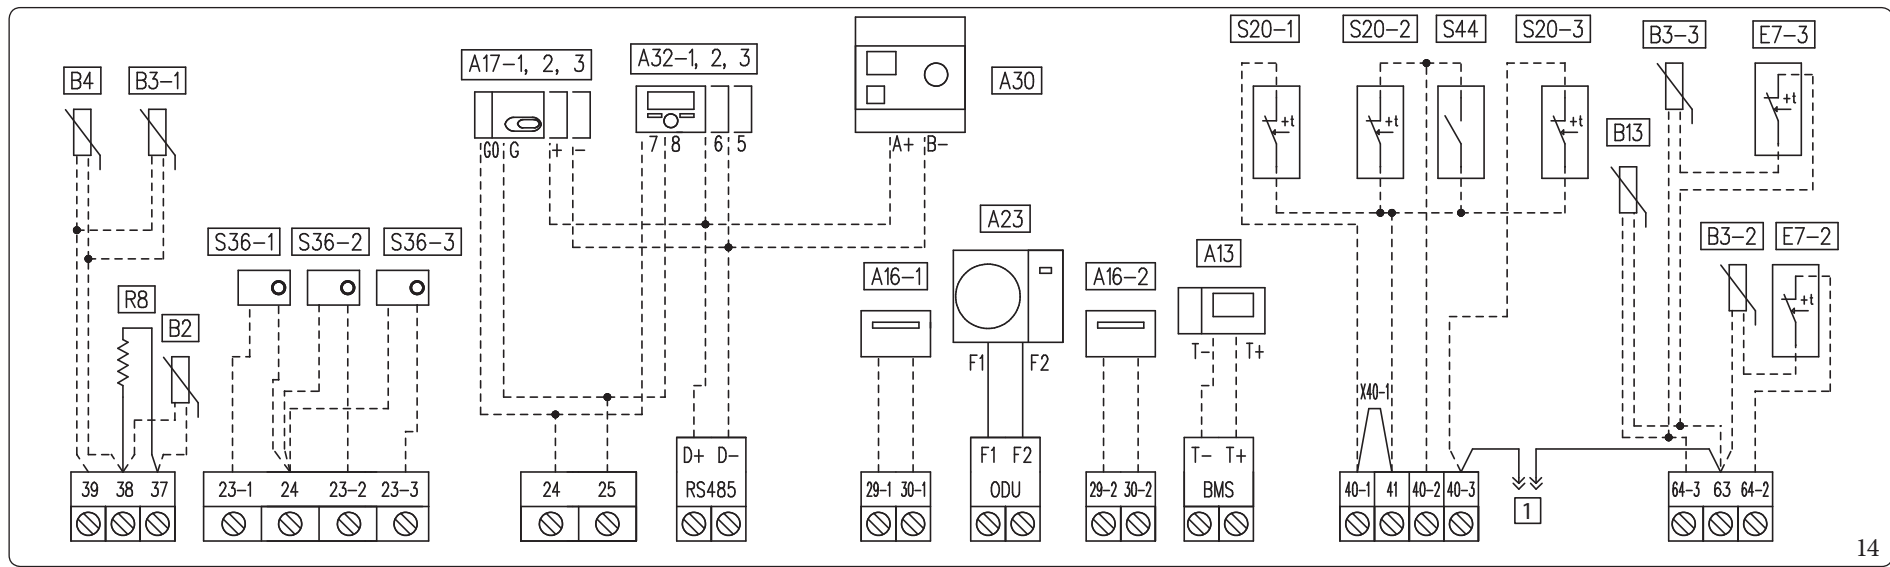 S20-1 S20-2 S44 S20-3 B3-3 E7-3
A17-1, 2, 3 A32-1, 2, 3 A30
B4 B3-1
+t +t +t +t
B13
G0 G + - 7 8 6 5 A+ B-
A23
S36-1 S36-2 S36-3 B3-2 E7-2
A16-1 A16-2 A13
R8 B2
+t
T- T+
F1 F2
X40-1
D+ D- F1 F2 T- T+
39 38 37 23-1 24 23-2 23-3 24 25 RS485 29-1 30-1 ODU 29-2 30-2 BMS 40-1 41 40-2 40-3 64-3 63 64-2
1
14